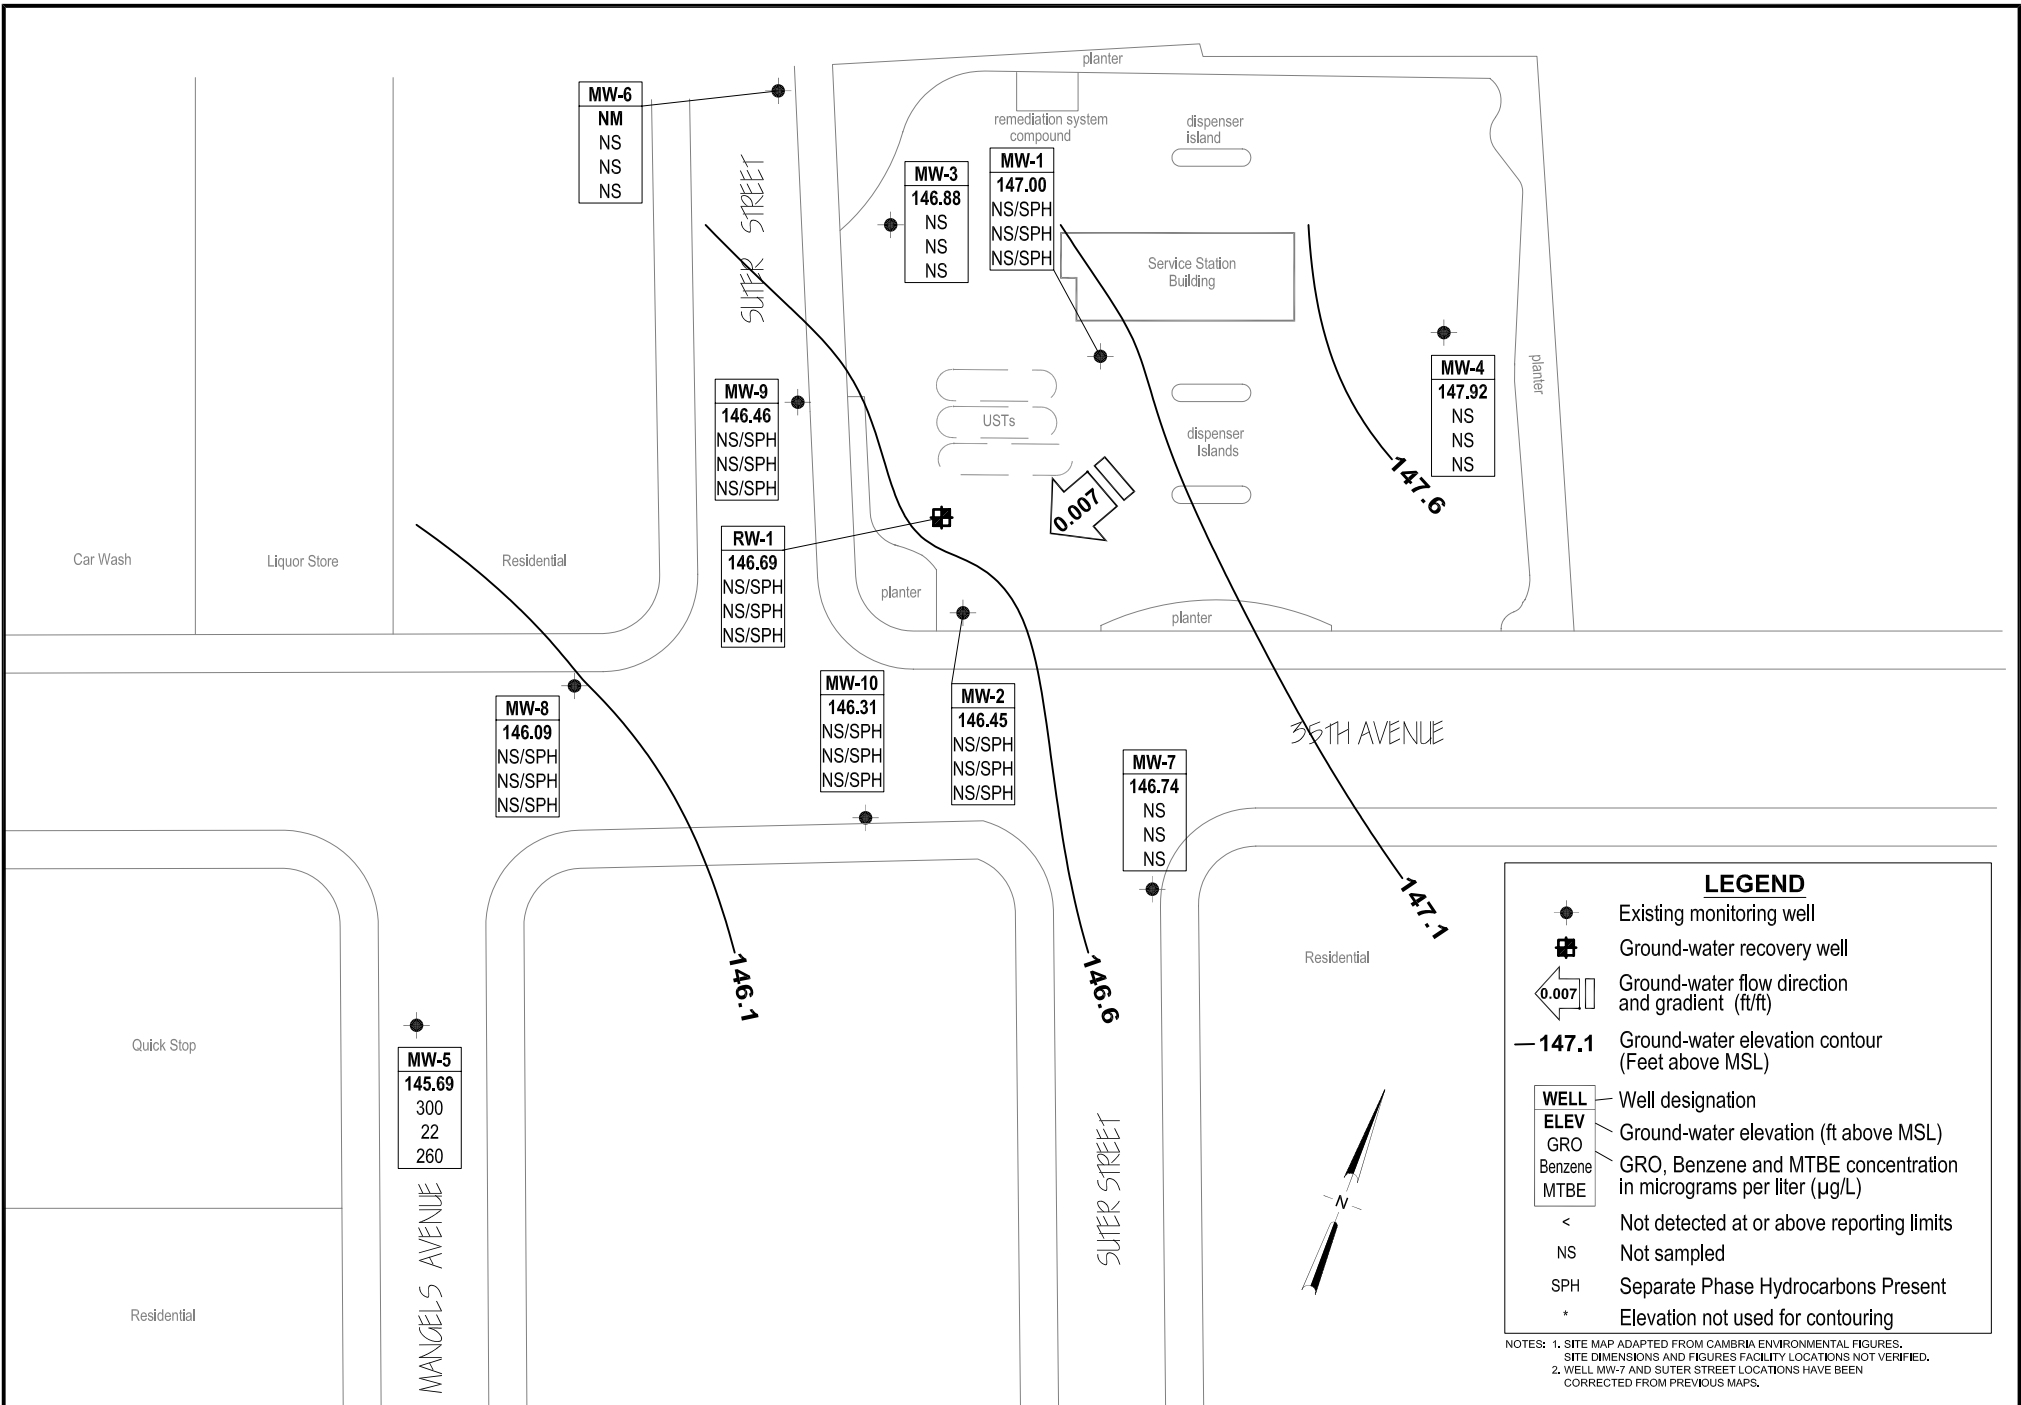 planter
remediation system
compound
dispenser
island
MW-6
NM
NS
NS
NS
SUTER STREET
MW-3
146.88
NS
NS
NS
MW-1
147.00
NS/SPH
NS/SPH
NS/SPH
Service Station
Building
MW-4
147.92
NS
NS
NS
planter
MW-9
146.46
NS/SPH
NS/SPH
NS/SPH
USTs
dispenser
Islands
147.6
0.007
RW-1
146.69
NS/SPH
NS/SPH
NS/SPH
Car Wash
Liquor Store
Residential
planter
planter
MW-8
146.09
NS/SPH
NS/SPH
NS/SPH
MW-10
146.31
NS/SPH
NS/SPH
NS/SPH
MW-2
146.45
NS/SPH
NS/SPH
NS/SPH
35TH AVENUE
MW-7
146.74
NS
NS
NS
147.1
146.1
146.6
Residential
Quick Stop
MW-5
145.69
300
22
260
MANGELS AVENUE
SUTER STREET
Residential
N
LEGEND
Existing monitoring well
Ground-water recovery well
0.007 Ground-water flow direction
and gradient (ft/ft)
147.1 Ground-water elevation contour
(Feet above MSL)
WELL Well designation
ELEV Ground-water elevation (ft above MSL)
GRO
Benzene GRO, Benzene and MTBE concentration
MTBE in micrograms per liter (µg/L)
< Not detected at or above reporting limits
NS Not sampled
SPH Separate Phase Hydrocarbons Present
* Elevation not used for contouring
NOTES: 1. SITE MAP ADAPTED FROM CAMBRIA ENVIRONMENTAL FIGURES.
SITE DIMENSIONS AND FIGURES FACILITY LOCATIONS NOT VERIFIED.
2. WELL MW-7 AND SUTER STREET LOCATIONS HAVE BEEN
CORRECTED FROM PREVIOUS MAPS.